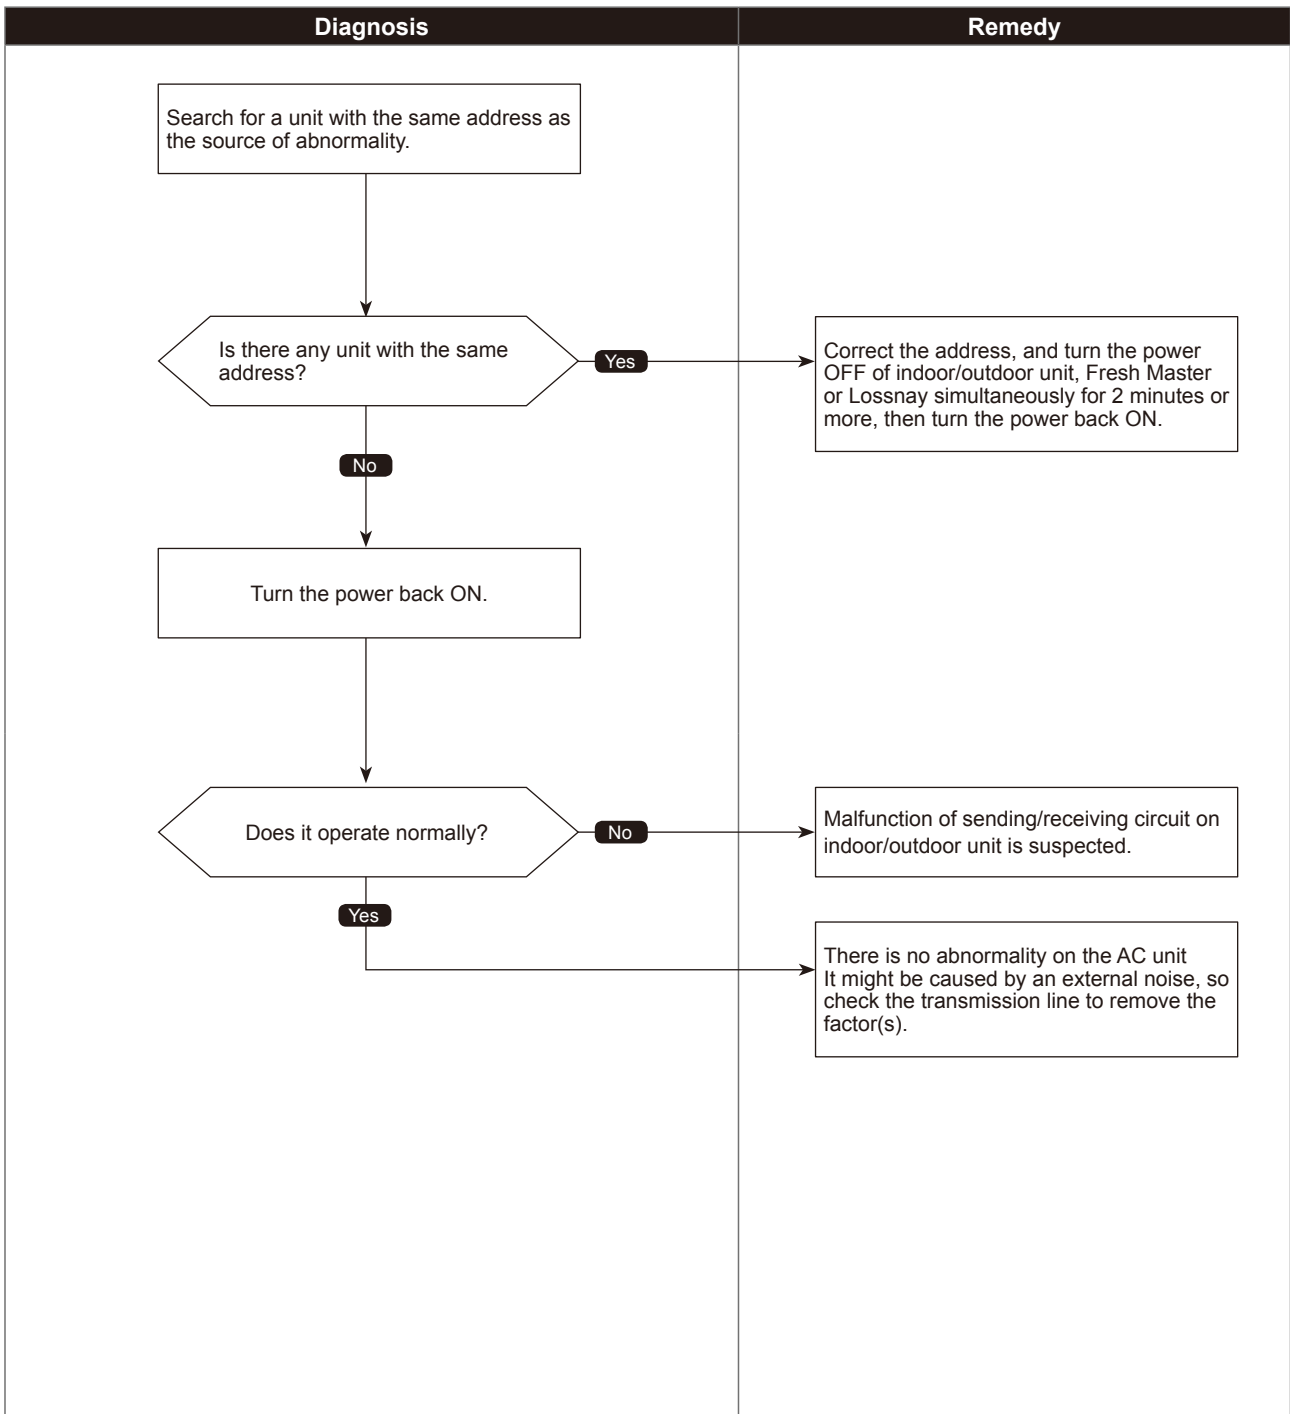 Diagnosis
Remedy
Search for a unit with the same address as
the source of abnormality.
Is there any unit with the same
address?
Yes
Correct the address, and turn the power
OFF of indoor/outdoor unit, Fresh Master
or Lossnay simultaneously for 2 minutes or
more, then turn the power back ON.
No
Turn the power back ON.
Does it operate normally?
No
Malfunction of sending/receiving circuit on
indoor/outdoor unit is suspected.
Yes
There is no abnormality on the AC unit
It might be caused by an external noise, so
check the transmission line to remove the
factor(s).